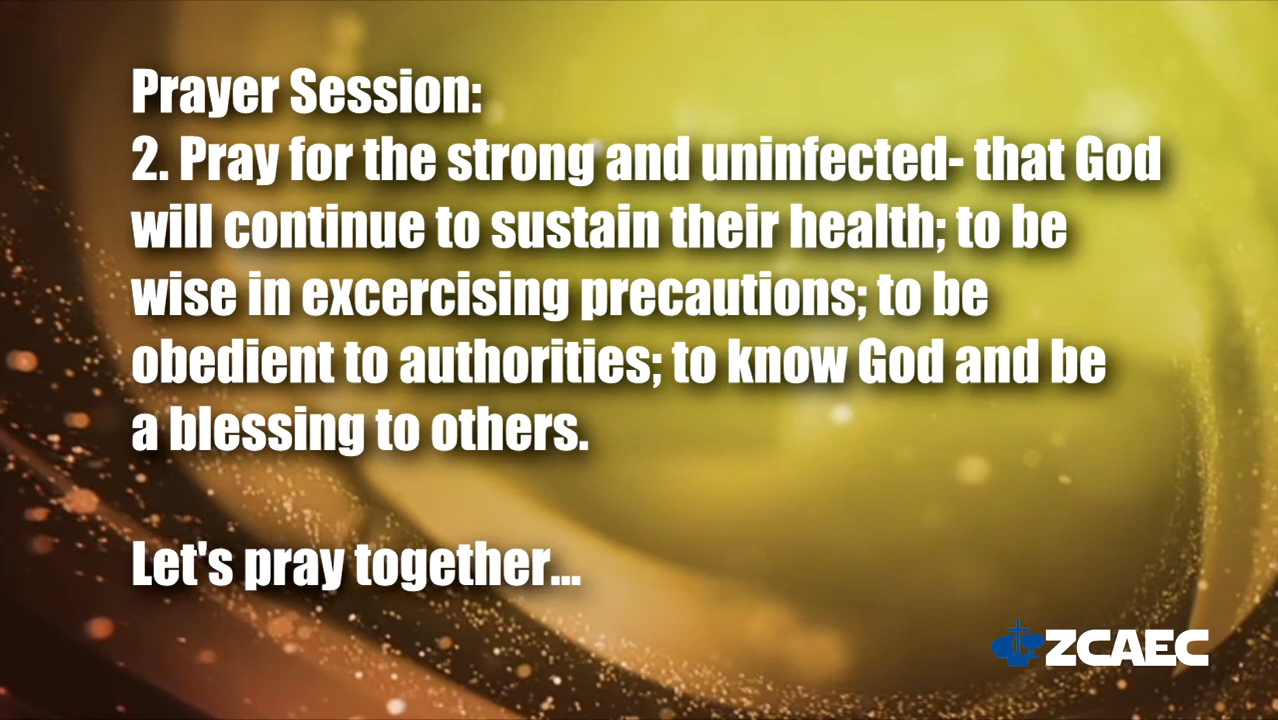 Prayer Session:
2. Pray for the strong and uninfected- that God
will continue to sustain their health; to be
wise in excercising precautions; to be
obedient to authorities; to know God and be
a blessing to others.
Let's pray together...
ZCAEC